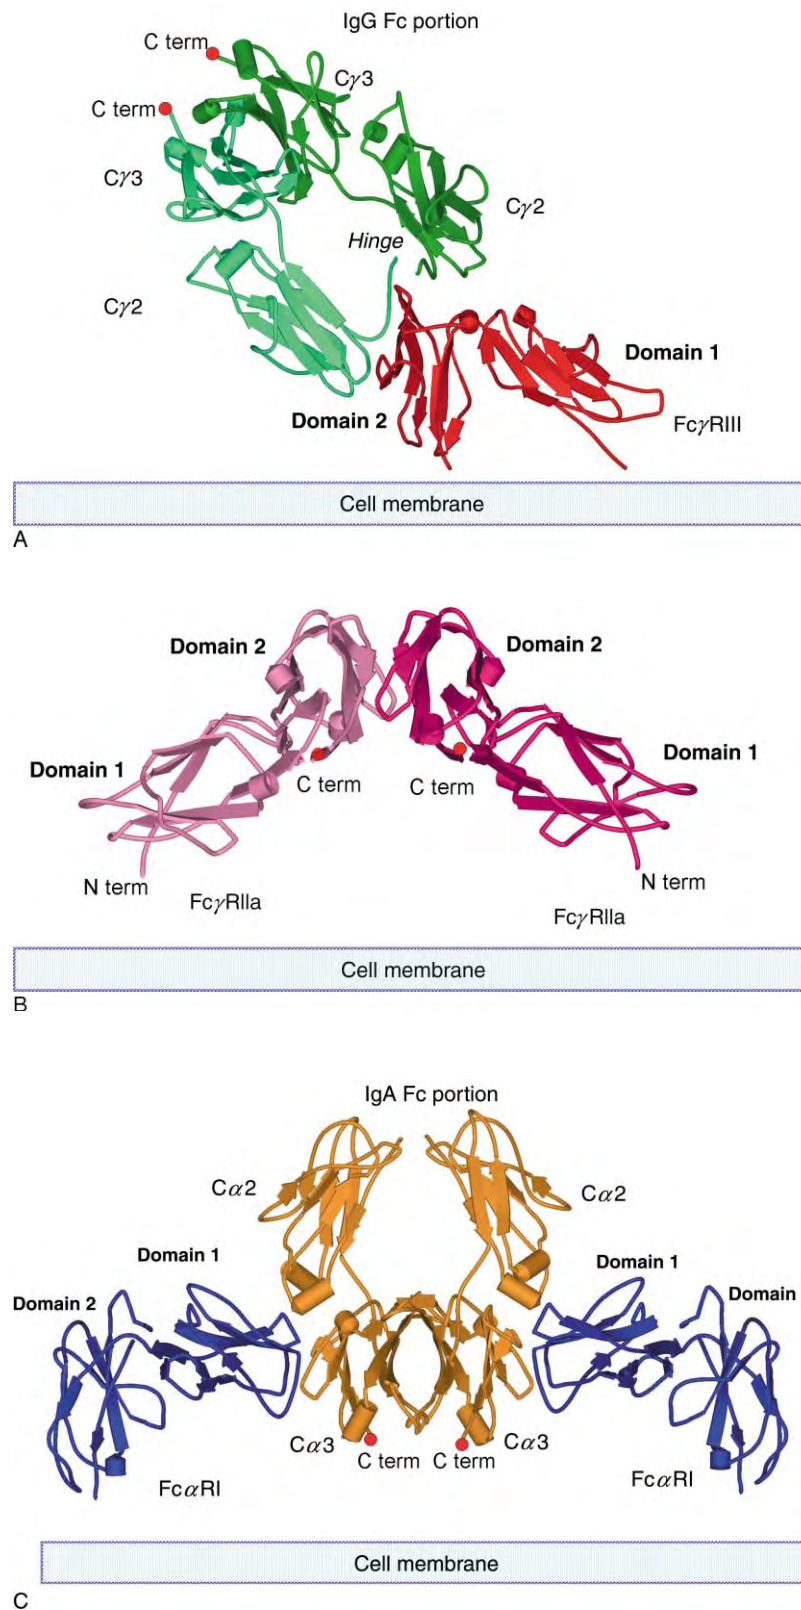 IgG Fc portion
C term
Cγ3
C term
Cγ3
Cγ2
Hinge
Cγ2
Domain 1
Domain 2
FcγRIII
Cell membrane
A
Domain 2
Domain 2
Domain 1
Domain 1
C term
C term
N term
N term
FcγRIIa
FcγRIIa
Cell membrane
B
IgA Fc portion
Cα2
Cα2
Domain 1
Domain 1
Domain 2
Domain
Cα3
Cα3
C term
C term
FcαRI
FcαRI
Cell membrane
C